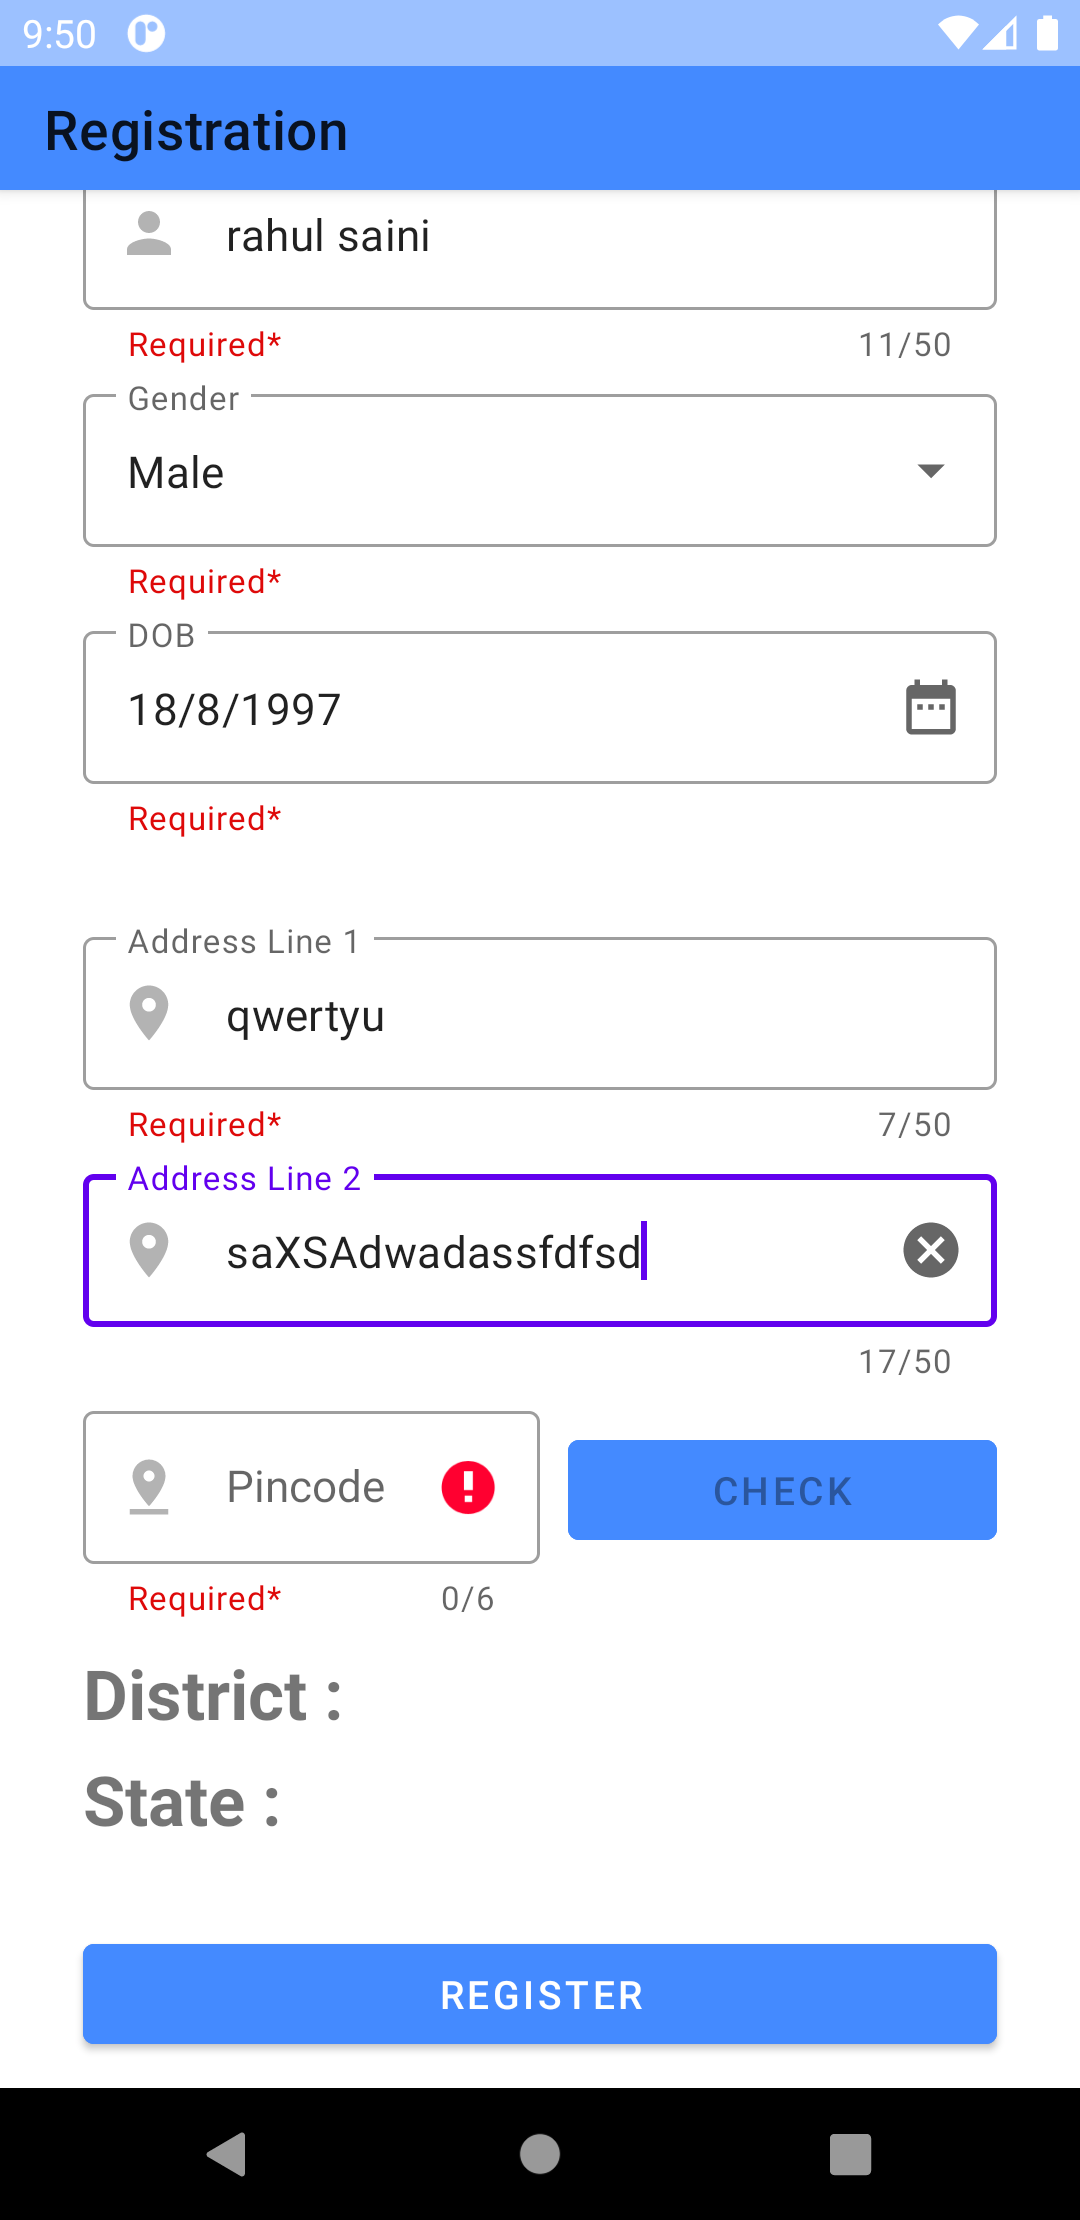 9:50
Registration
rahul saini
Required* 11/50
Gender
Male
Required*
DOB
18/8/1997
Required*
Address Line 1
qwertyu
Required* 7/50
Address Line 2
saXSAdwadassfdfsd
17/50
Pincode CHECK
Required* 0/6
District :
State :
REGISTER